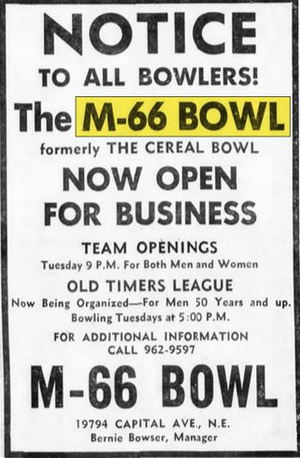 NOTICE
TO ALL BOWLERS!
The M-66 BOWL
formerly THE CEREAL BOWL
NOW OPEN
FOR BUSINESS
TEAM OPENINGS
Tuesday 9 P.M. For Both Men and Women
OLD TIMERS LEAGUE
Now Being Organized—For Men 50 Years and up.
Bowling Tuesdays at 5:00 P.M.
FOR ADDITIONAL INFORMATION
CALL 962-9597
M-66 BOWL
19794 CAPITAL AVE., N.E.
Bernie Bowser, Manager